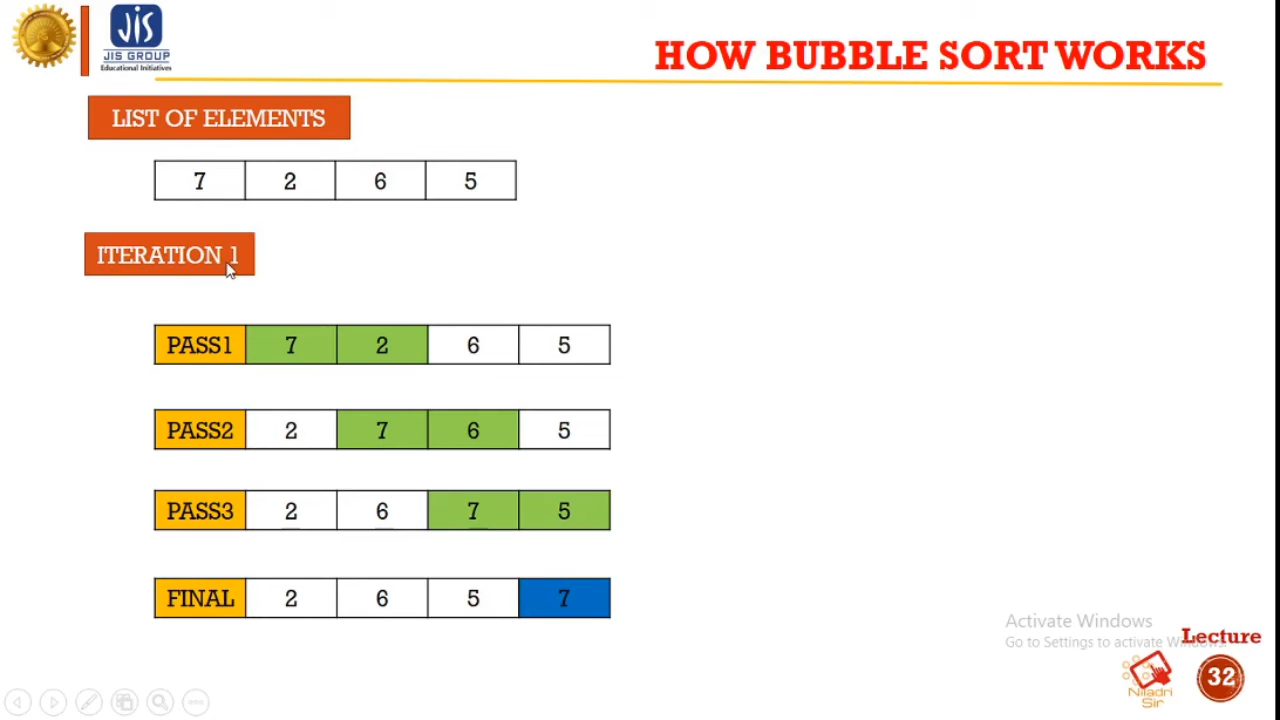 JIS
JIS GROUP
Educational Initiatives
HOW BUBBLE SORT WORKS
LIST OF ELEMENTS
7 2 6 5
ITERATION 1
PASS1 7 2 6 5
PASS2 2 7 6 5
PASS3 2 6 7 5
FINAL 2 6 5 7
Activate Windows
Go to Settings to activate Windows.
Lecture
32
Niladri
Sir